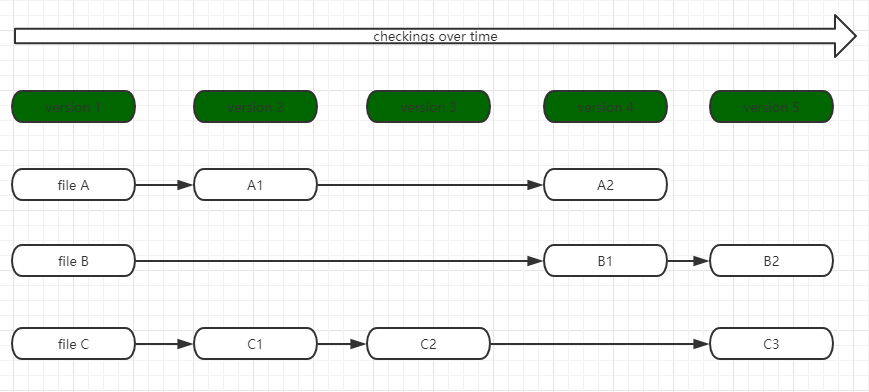 checkings over time
version 1 version 2 version 3 version 4 version 5
file A A1 A2
file B B1 B2
file C C1 C2 C3